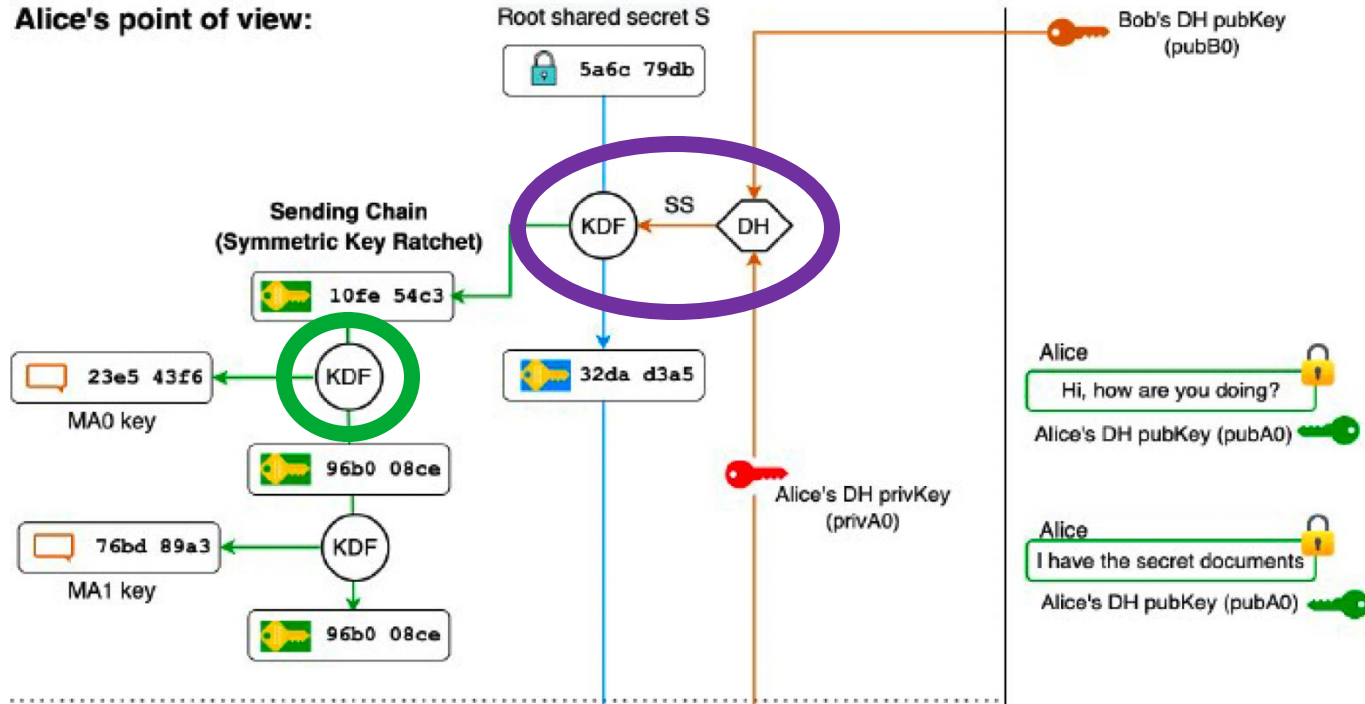 Alice's point of view:
Root shared secret S
Bob's DH pubKey
(pubB0)
5a6c 79db
SS
KDF
DH
Sending Chain
(Symmetric Key Ratchet)
10fe 54c3
KDF
23e5 43f6
MA0 key
32da d3a5
96b0 08ce
Alice's DH privKey
(privA0)
KDF
76bd 89a3
MA1 key
96b0 08ce
Alice
Hi, how are you doing?
Alice's DH pubKey (pubA0)
Alice
I have the secret documents
Alice's DH pubKey (pubA0)